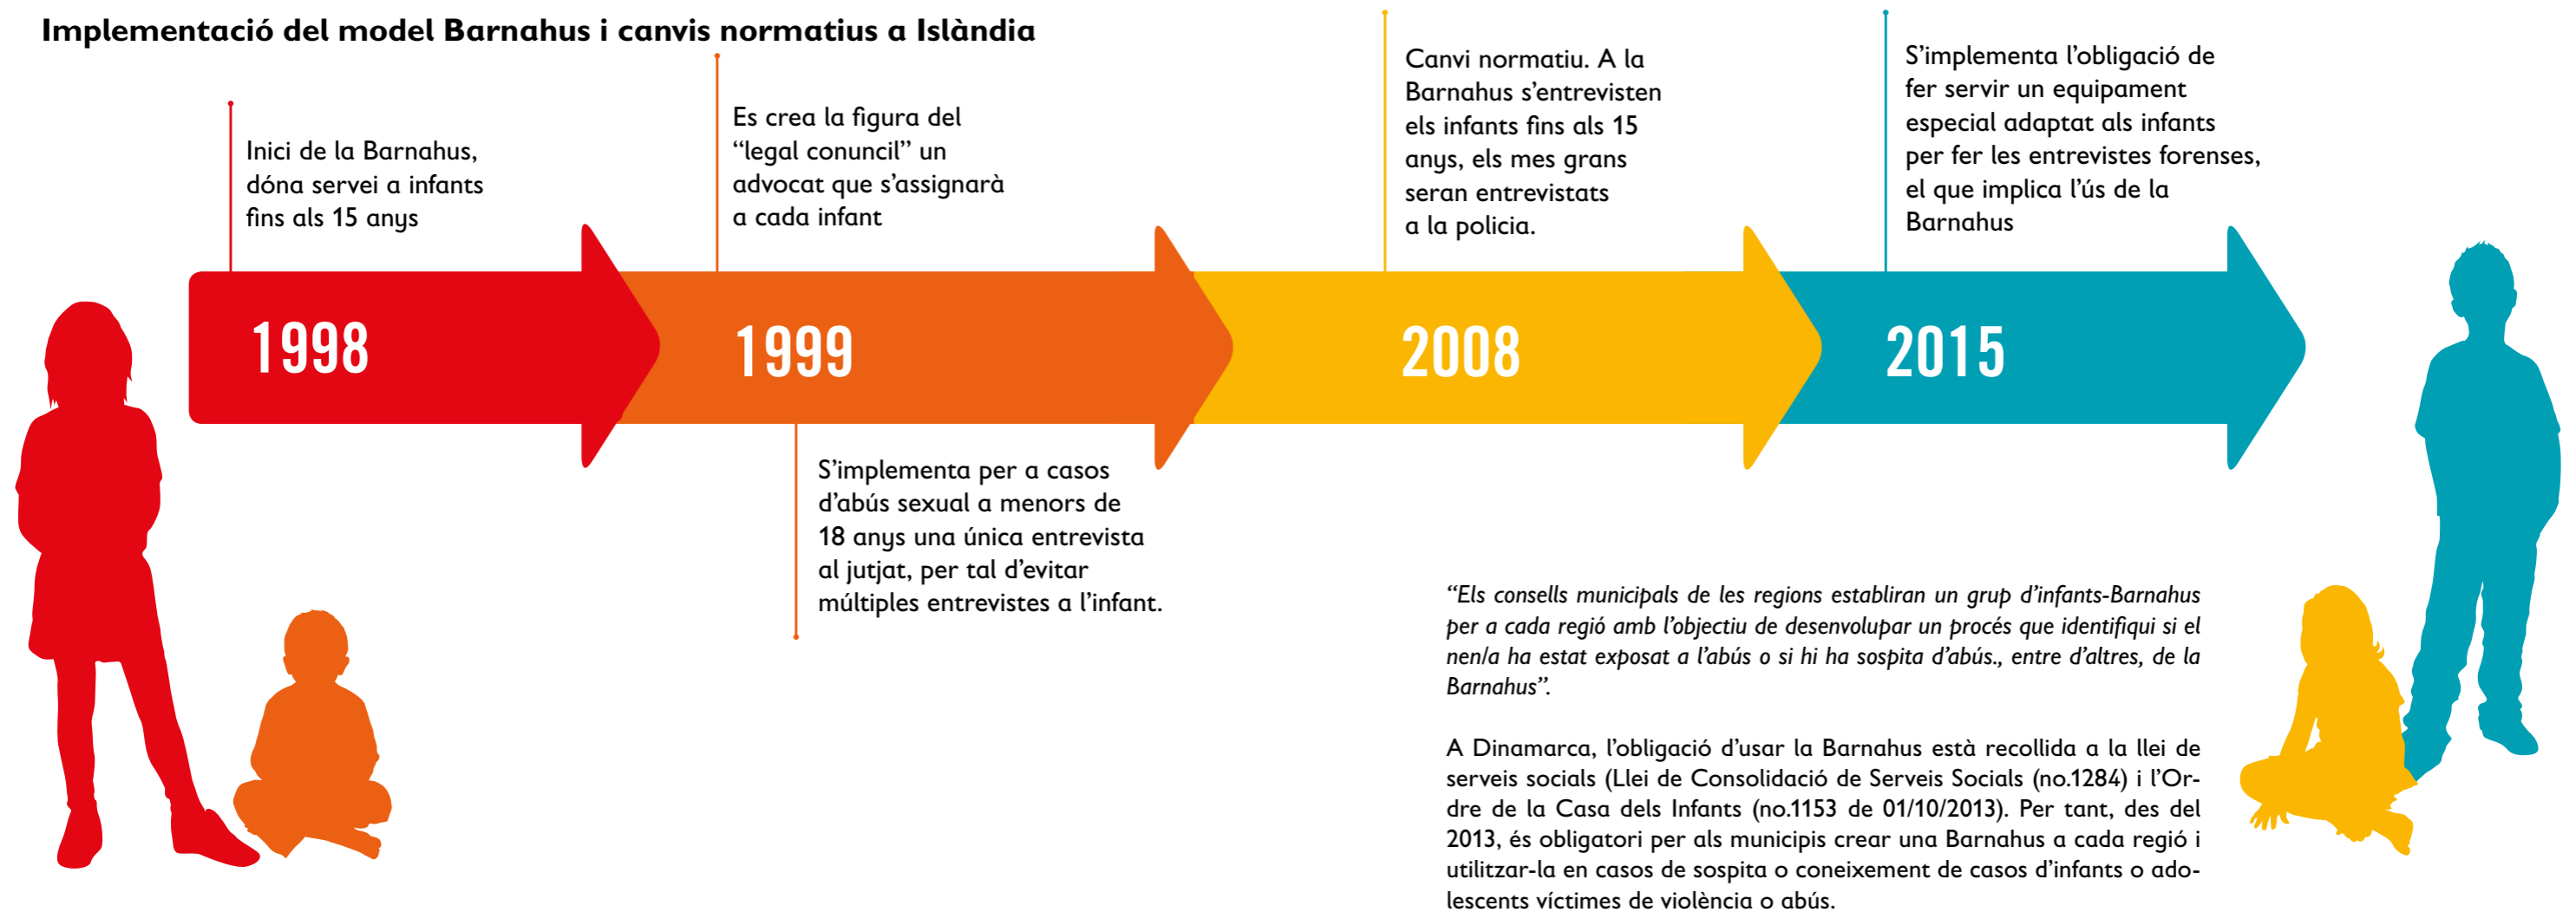 Implementació del model Barnahus i canvis normatius a Islàndia
Inici de la Barnahus,
dóna servei a infants
fins als 15 anys
Es crea la figura del
“legal conuncil” un
advocat que s’assignarà
a cada infant
Canvi normatiu. A la
Barnahus s’entrevisten
els infants fins als 15
anys, els mes grans
seran entrevistats
a la policia.
S’implementa l’obligació de
fer servir un equipament
especial adaptat als infants
per fer les entrevistes forenses,
el que implica l’ús de la
Barnahus
1998
1999
2008
2015
S’implementa per a casos
d’abús sexual a menors de
18 anys una única entrevista
al jutjat, per tal d’evitar
múltiples entrevistes a l’infant.
“Els consells municipals de les regions establiran un grup d’infants-Barnahus
per a cada regió amb l’objectiu de desenvolupar un procés que identifiqui si el
nen/a ha estat exposat a l’abús o si hi ha sospita d’abús., entre d’altres, de la
Barnahus”.
A Dinamarca, l’obligació d’usar la Barnahus està recollida a la llei de
serveis socials (Llei de Consolidació de Serveis Socials (no.1284) i l’Or-
dre de la Casa dels Infants (no.1153 de 01/10/2013). Per tant, des del
2013, és obligatori per als municipis crear una Barnahus a cada regió i
utilitzar-la en casos de sospita o coneixement de casos d’infants o ado-
lescents víctimes de violència o abús.